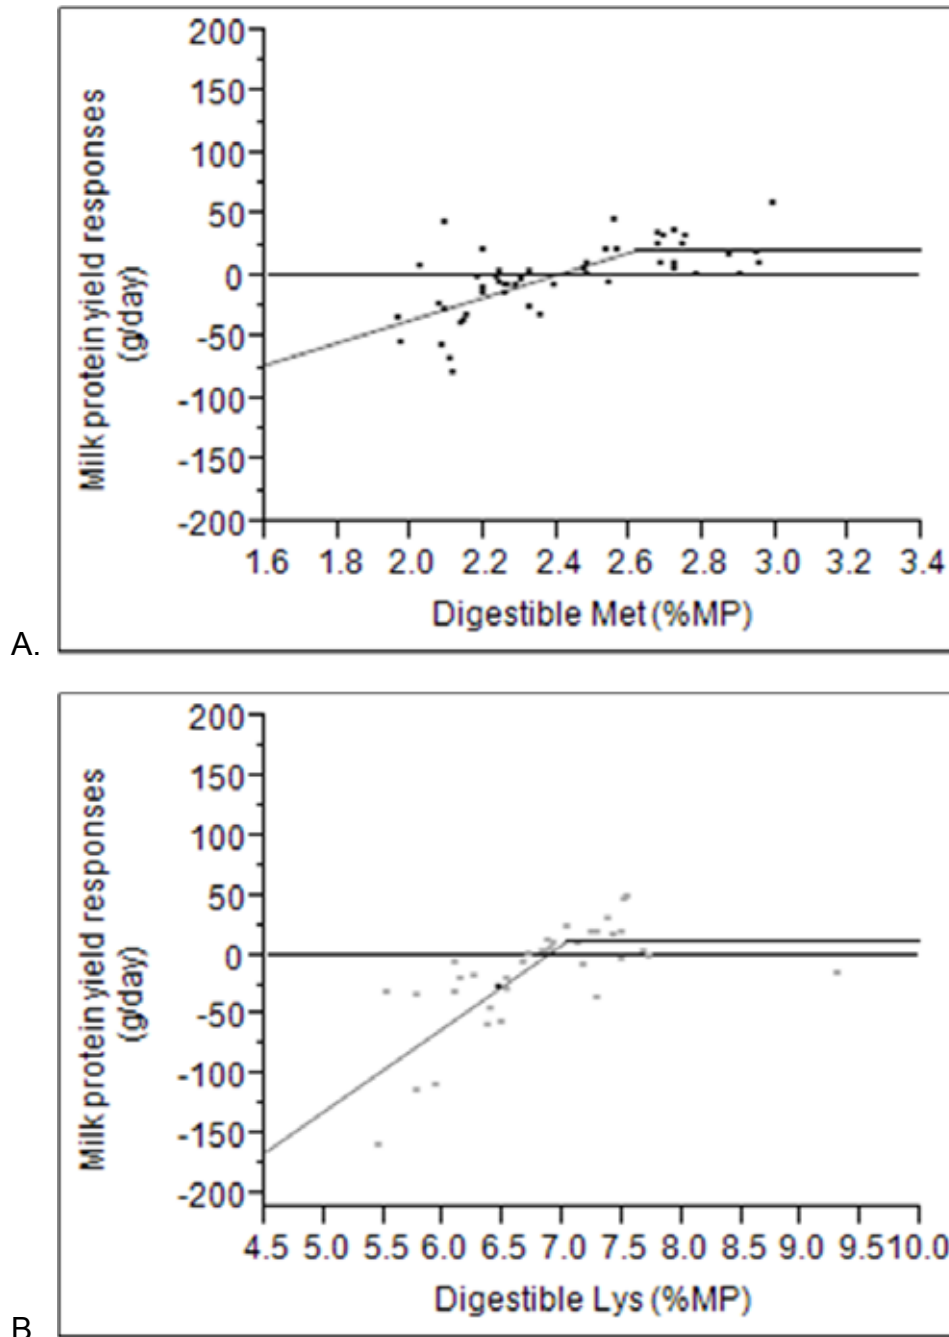 200
150
100
50
0
-50
-100
-150
-200
Milk protein yield responses
(g/day)
1.6 1.8 2.0 2.2 2.4 2.6 2.8 3.0 3.2 3.4
Digestible Met (%MP)
A.
200
150
100
50
0
-50
-100
-150
-200
Milk protein yield responses
(g/day)
4.5 5.0 5.5 6.0 6.5 7.0 7.5 8.0 8.5 9.0 9.510.0
Digestible Lys (%MP)
B